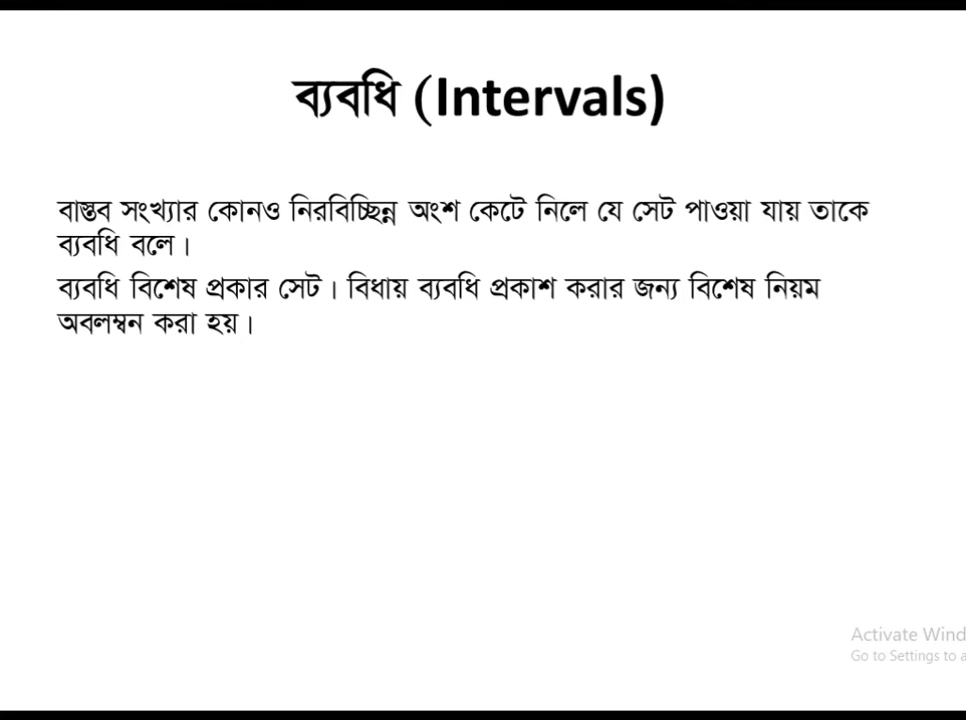 ব্যবধি (Intervals)
বাস্তব সংখ্যার কোনও নিরবিচ্ছিন্ন অংশ কেটে নিলে যে সেট পাওয়া যায় তাকে
ব্যবধি বলে।
ব্যবধি বিশেষ প্রকার সেট। বিধায় ব্যবধি প্রকাশ করার জন্য বিশেষ নিয়ম
অবলম্বন করা হয়।
Activate Wind
Go to Settings to a